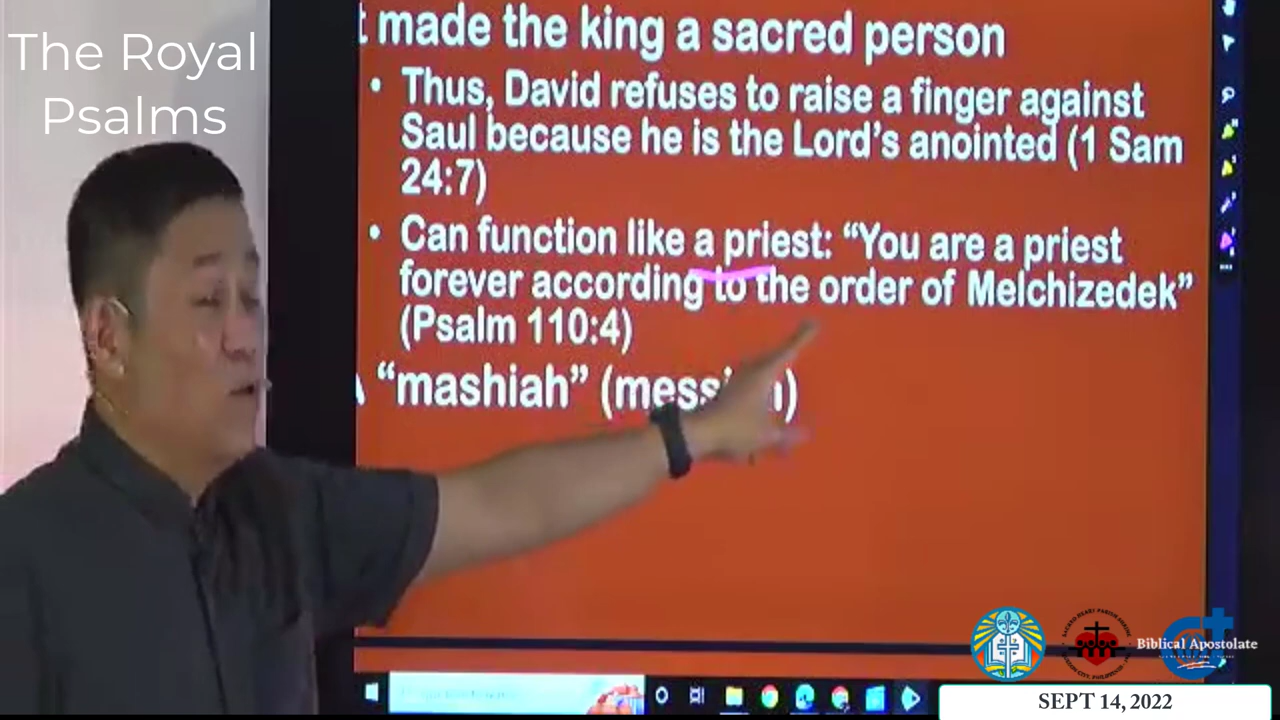 The Royal
Psalms
made the king a sacred person
• Thus, David refuses to raise a finger against
Saul because he is the Lord’s anointed (1 Sam
24:7)
• Can function like a priest: “You are a priest
forever according to the order of Melchizedek”
(Psalm 110:4)
“mashiah” (messiah)
Biblical Apostolate
SEPT 14, 2022